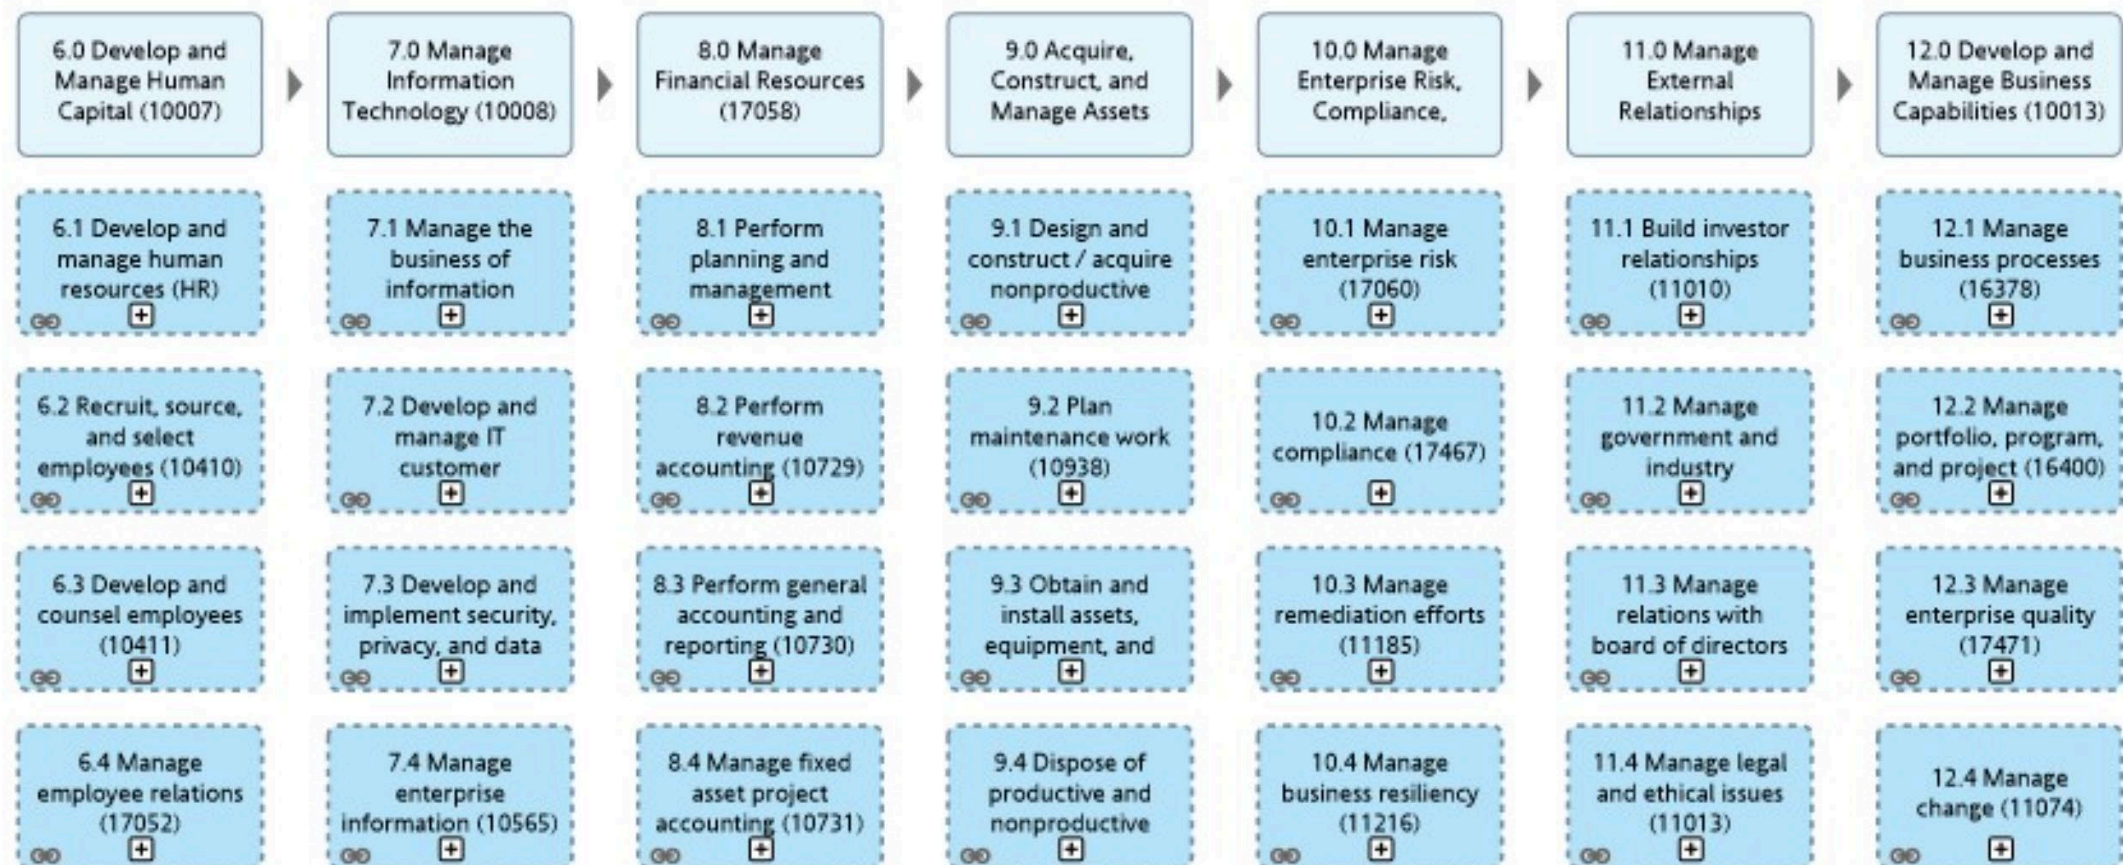 6.0 Develop and
Manage Human
Capital (10007)
7.0 Manage
Information
Technology (10008)
8.0 Manage
Financial Resources
(17058)
9.0 Acquire,
Construct, and
Manage Assets
10.0 Manage
Enterprise Risk,
Compliance,
11.0 Manage
External
Relationships
12.0 Develop and
Manage Business
Capabilities (10013)
6.1 Develop and
manage human
resources (HR)
7.1 Manage the
business of
information
8.1 Perform
planning and
management
9.1 Design and
construct / acquire
nonproductive
10.1 Manage
enterprise risk
(17060)
11.1 Build investor
relationships
(11010)
12.1 Manage
business processes
(16378)
6.2 Recruit, source,
and select
employees (10410)
7.2 Develop and
manage IT
customer
8.2 Perform
revenue
accounting (10729)
9.2 Plan
maintenance work
(10938)
10.2 Manage
compliance (17467)
11.2 Manage
government and
industry
12.2 Manage
portfolio, program,
and project (16400)
6.3 Develop and
counsel employees
(10411)
7.3 Develop and
implement security,
privacy, and data
8.3 Perform general
accounting and
reporting (10730)
9.3 Obtain and
install assets,
equipment, and
10.3 Manage
remediation efforts
(11185)
11.3 Manage
relations with
board of directors
12.3 Manage
enterprise quality
(17471)
6.4 Manage
employee relations
(17052)
7.4 Manage
enterprise
information (10565)
8.4 Manage fixed
asset project
accounting (10731)
9.4 Dispose of
productive and
nonproductive
10.4 Manage
business resiliency
(11216)
11.4 Manage legal
and ethical issues
(11013)
12.4 Manage
change (11074)